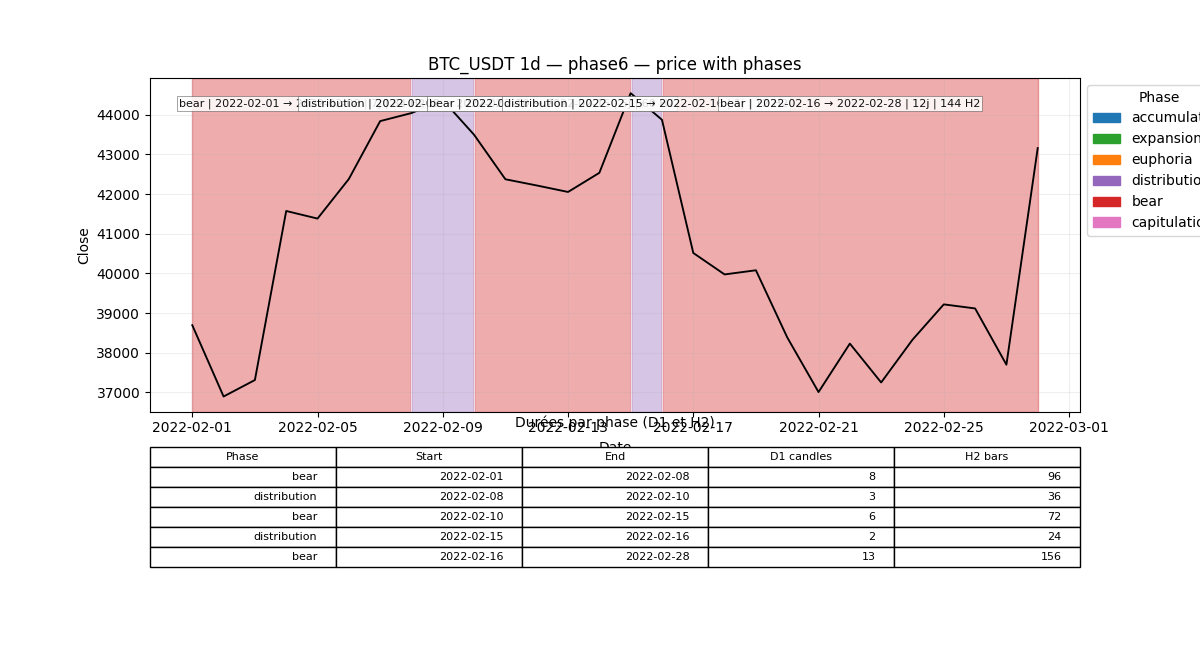 BTC_USDT 1d — phase6 — price with phases
bear | 2022-02-01 →
distribution | 2022-02-
bear | 2022-0
distribution | 2022-02-15 → 2022-02-1
bear | 2022-02-16 → 2022-02-28 | 12j | 144 H2
Close
44000
43000
42000
41000
40000
39000
38000
37000
2022-02-01 2022-02-05 2022-02-09 2022-02-13 2022-02-17 2022-02-21 2022-02-25 2022-03-01
Date
Phase
accumulat
expansion
euphoria
distributio
bear
capitulatio
Durées par phase (D1 et H2)
Phase Start End D1 candles H2 bars
bear 2022-02-01 2022-02-08 8 96
distribution 2022-02-08 2022-02-10 3 36
bear 2022-02-10 2022-02-15 6 72
distribution 2022-02-15 2022-02-16 2 24
bear 2022-02-16 2022-02-28 13 156